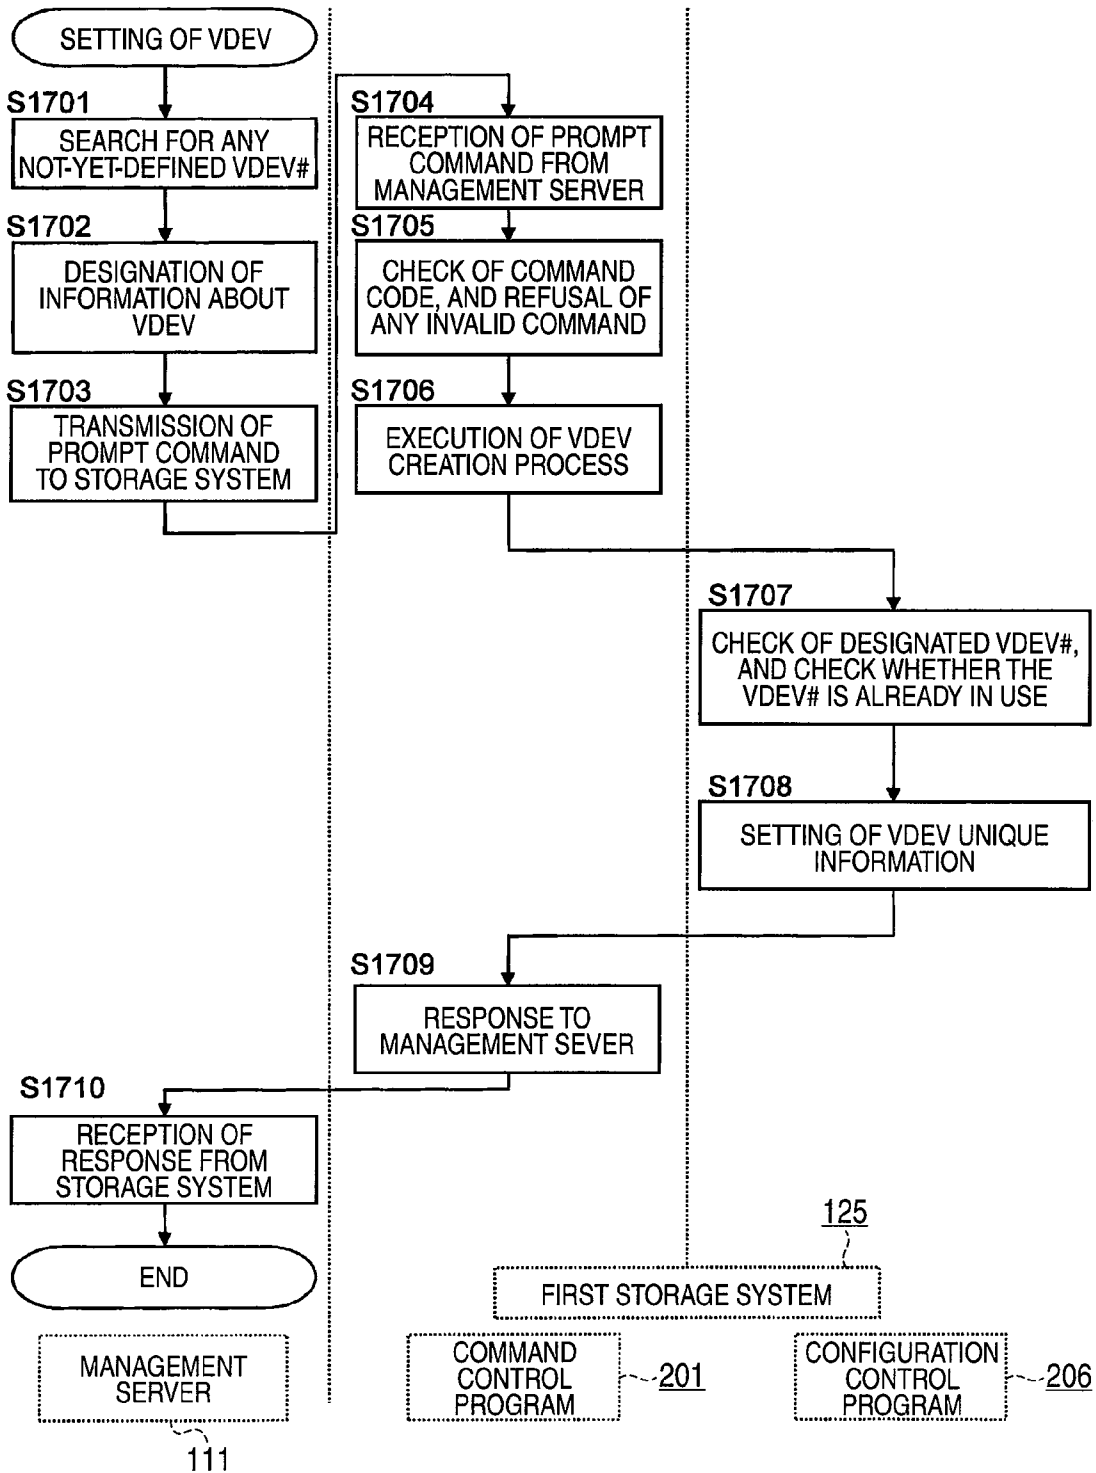 SETTING OF VDEV
S1701
SEARCH FOR ANY
NOT-YET-DEFINED VDEV#
S1702
DESIGNATION OF
INFORMATION ABOUT
VDEV
S1703
TRANSMISSION OF
PROMPT COMMAND
TO STORAGE SYSTEM
S1704
RECEPTION OF PROMPT
COMMAND FROM
MANAGEMENT SERVER
S1705
CHECK OF COMMAND
CODE, AND REFUSAL OF
ANY INVALID COMMAND
S1706
EXECUTION OF VDEV
CREATION PROCESS
S1707
CHECK OF DESIGNATED VDEV#,
AND CHECK WHETHER THE
VDEV# IS ALREADY IN USE
S1708
SETTING OF VDEV UNIQUE
INFORMATION
S1709
RESPONSE TO
MANAGEMENT SEVER
S1710
RECEPTION OF
RESPONSE FROM
STORAGE SYSTEM
END
125
FIRST STORAGE SYSTEM
MANAGEMENT
SERVER
111
COMMAND
CONTROL
PROGRAM
201
CONFIGURATION
CONTROL
PROGRAM
206